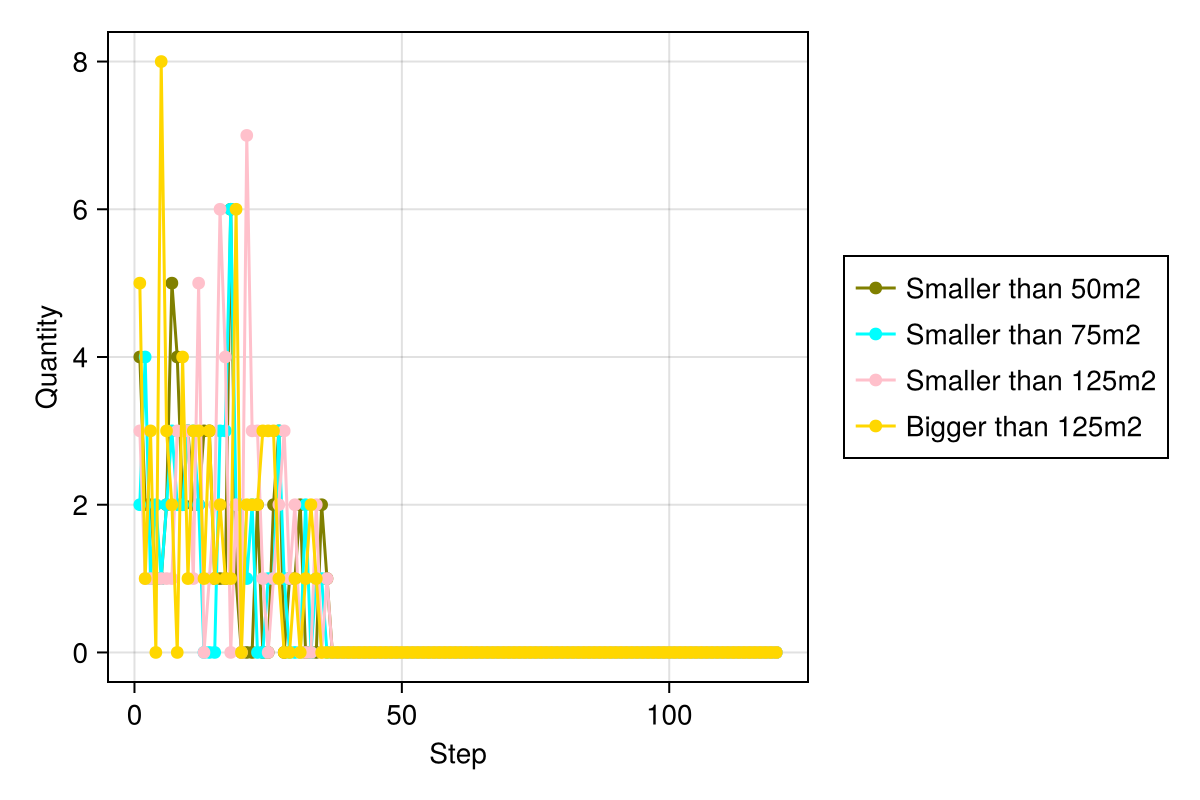 8
6
4
2
0
Quantity
0 50 100
Step
Smaller than 50m2
Smaller than 75m2
Smaller than 125m2
Bigger than 125m2